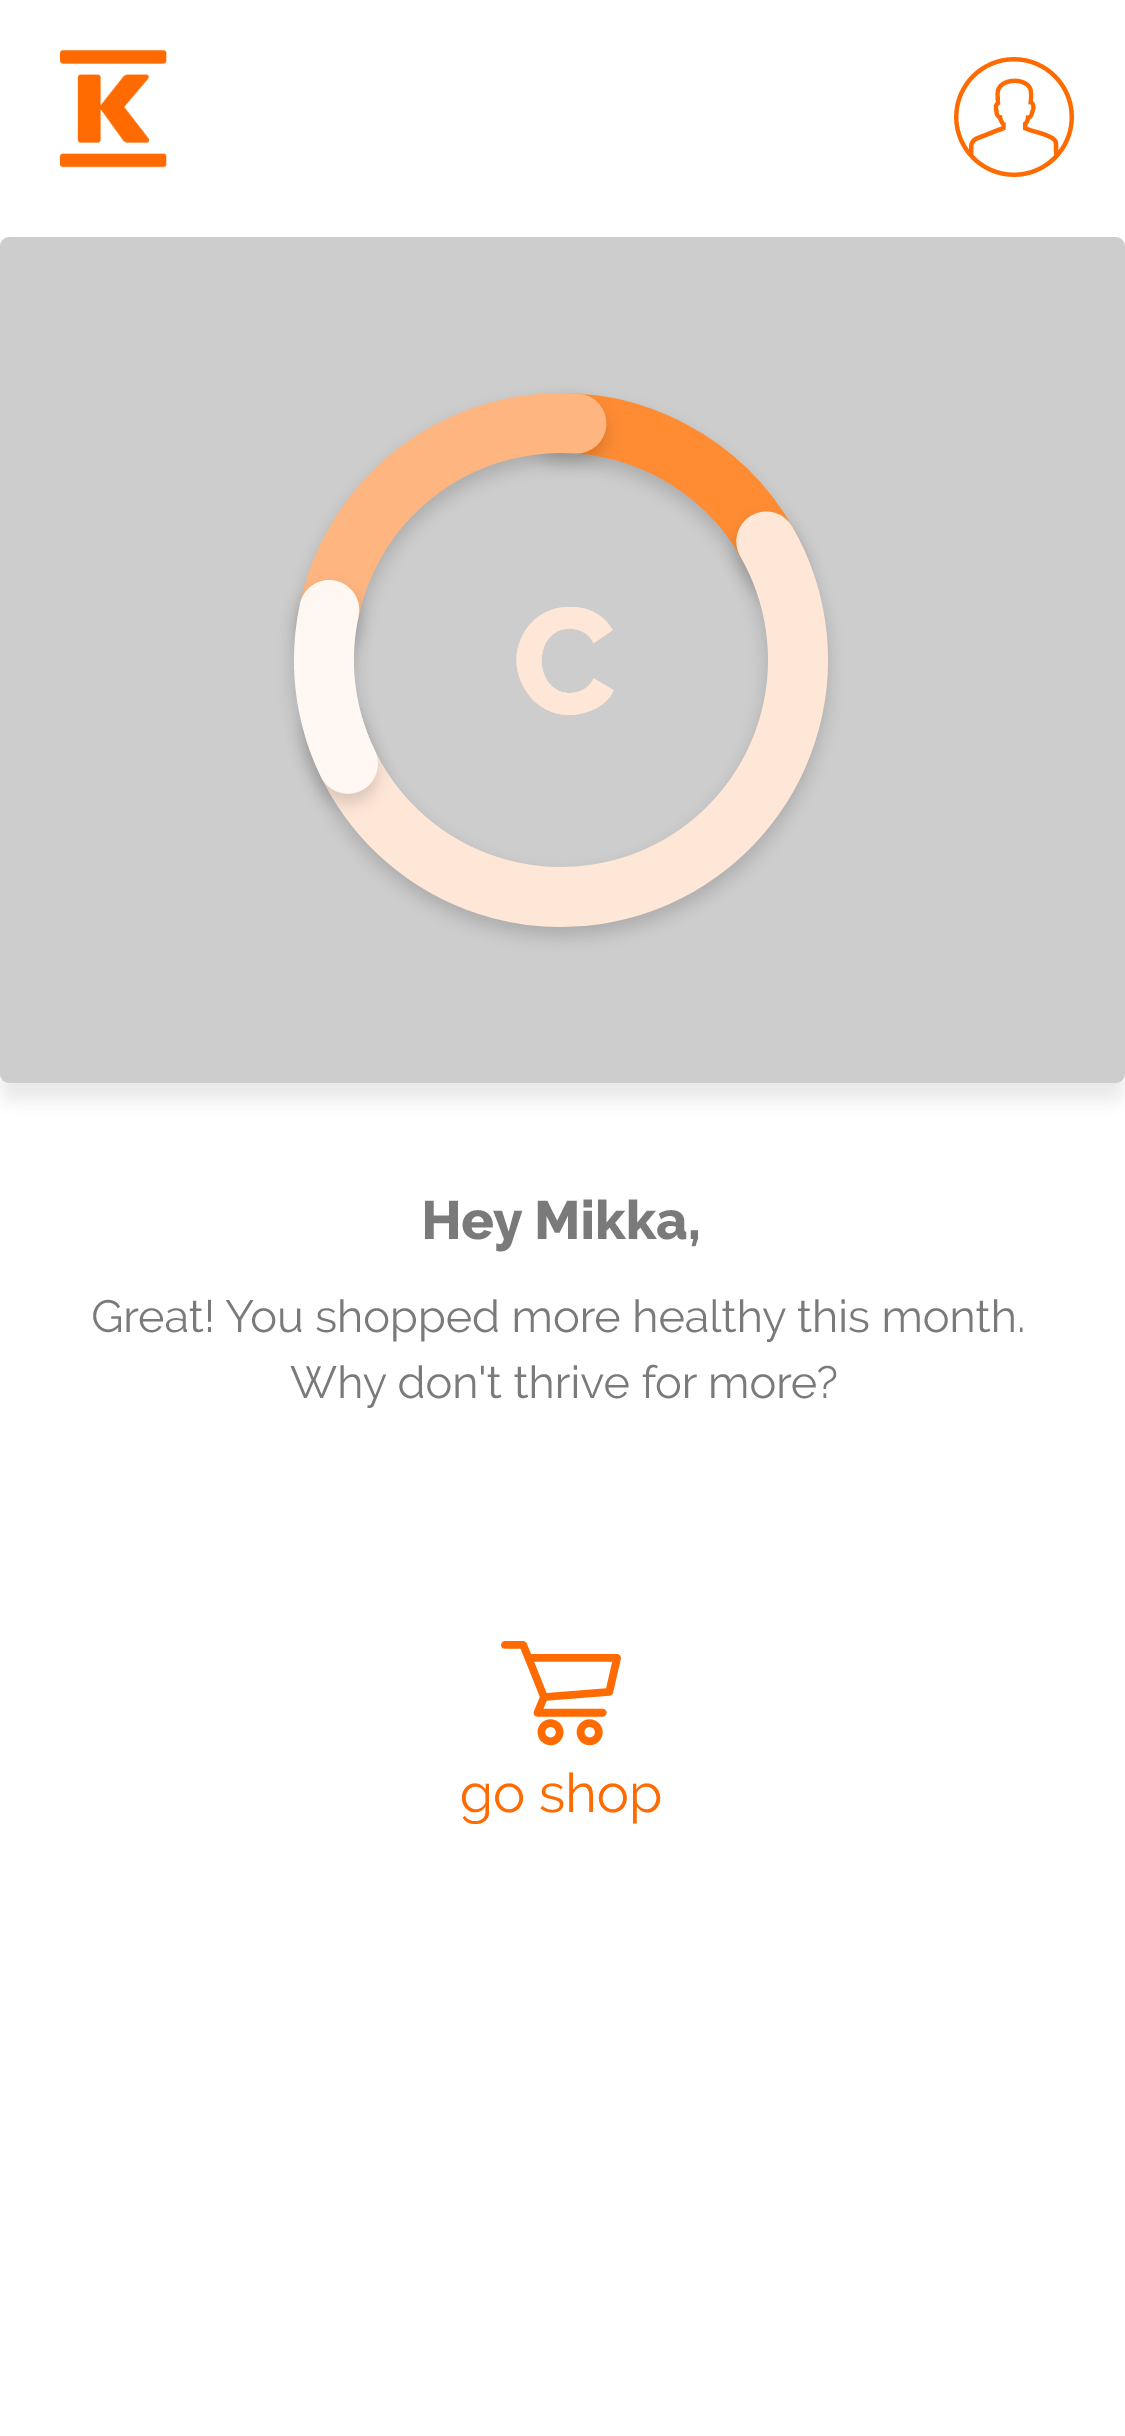 K
C
Hey Mikka,
Great! You shopped more healthy this month.
Why don't thrive for more?
go shop